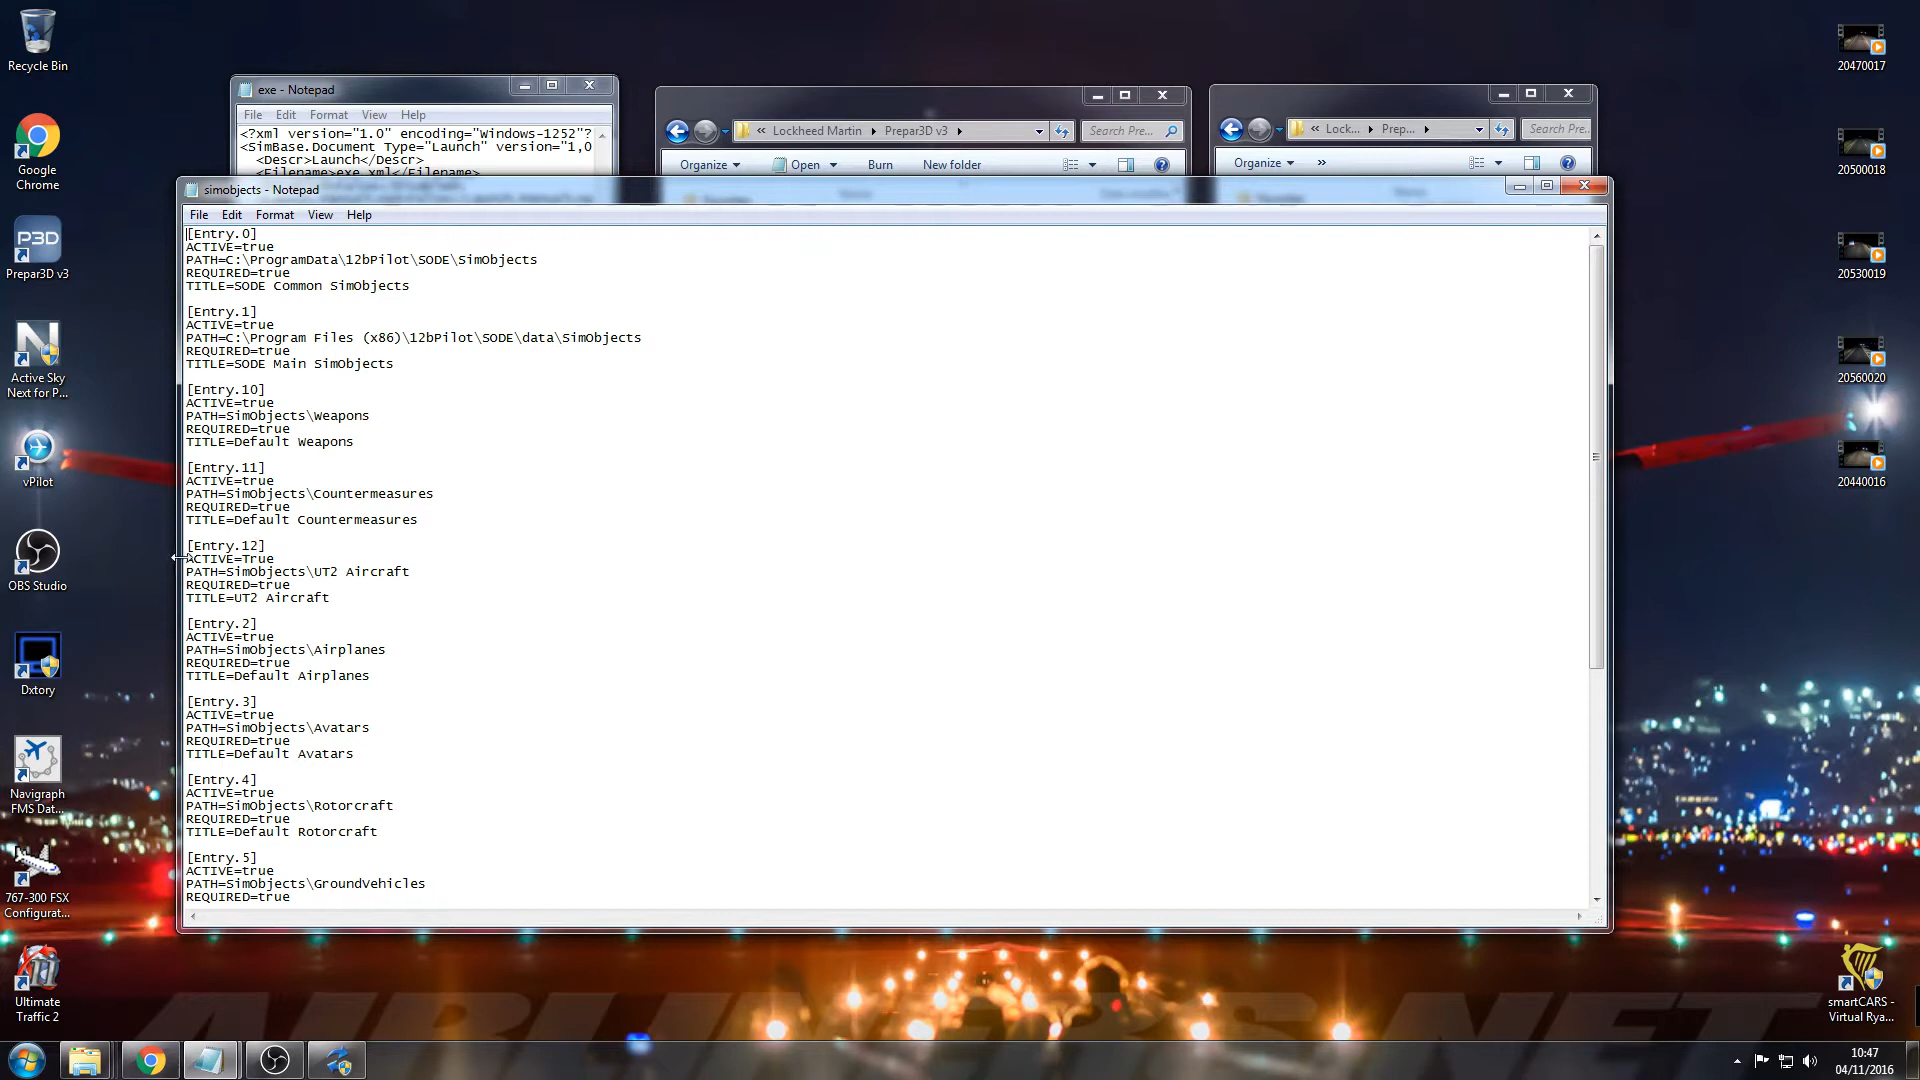 Recycle Bin
Google
Chrome
P3D
Prepar3D v3
Active Sky
Next for P...
vPilot
OBS Studio
Dxtory
Navigraph
FMS Dat...
767-300 FSX
Configurat...
Ultimate
Traffic 2
exe - Notepad
File Edit Format View Help
<?xml version="1.0" encoding="Windows-1252"?
<SimBase.Document Type="Launch" version="1,0
<Descr>Launch</Descr>
<Filename>exe.xml</Filename>
« Lockheed Martin Prepar3D v3
Search Pre...
Organize Open Burn New folder
« Lock... Prep...
Search Pre...
Organize »
simobjects - Notepad
File Edit Format View Help
[Entry.0]
ACTIVE=true
PATH=C:\ProgramData\12bPilot\SODE\SimObjects
REQUIRED=true
TITLE=SODE Common SimObjects
[Entry.1]
ACTIVE=true
PATH=C:\Program Files (x86)\12bPilot\SODE\data\SimObjects
REQUIRED=true
TITLE=SODE Main SimObjects
[Entry.10]
ACTIVE=true
PATH=SimObjects\Weapons
REQUIRED=true
TITLE=Default Weapons
[Entry.11]
ACTIVE=true
PATH=SimObjects\Countermeasures
REQUIRED=true
TITLE=Default Countermeasures
[Entry.12]
ACTIVE=True
PATH=SimObjects\UT2 Aircraft
REQUIRED=true
TITLE=UT2 Aircraft
[Entry.2]
ACTIVE=true
PATH=SimObjects\Airplanes
REQUIRED=true
TITLE=Default Airplanes
[Entry.3]
ACTIVE=true
PATH=SimObjects\Avatars
REQUIRED=true
TITLE=Default Avatars
[Entry.4]
ACTIVE=true
PATH=SimObjects\Rotorcraft
REQUIRED=true
TITLE=Default Rotorcraft
[Entry.5]
ACTIVE=true
PATH=SimObjects\GroundVehicles
REQUIRED=true
20470017
20500018
20530019
20560020
20440016
smartCARS -
Virtual Rya...
AIRLINERS.NET
10:47
04/11/2016